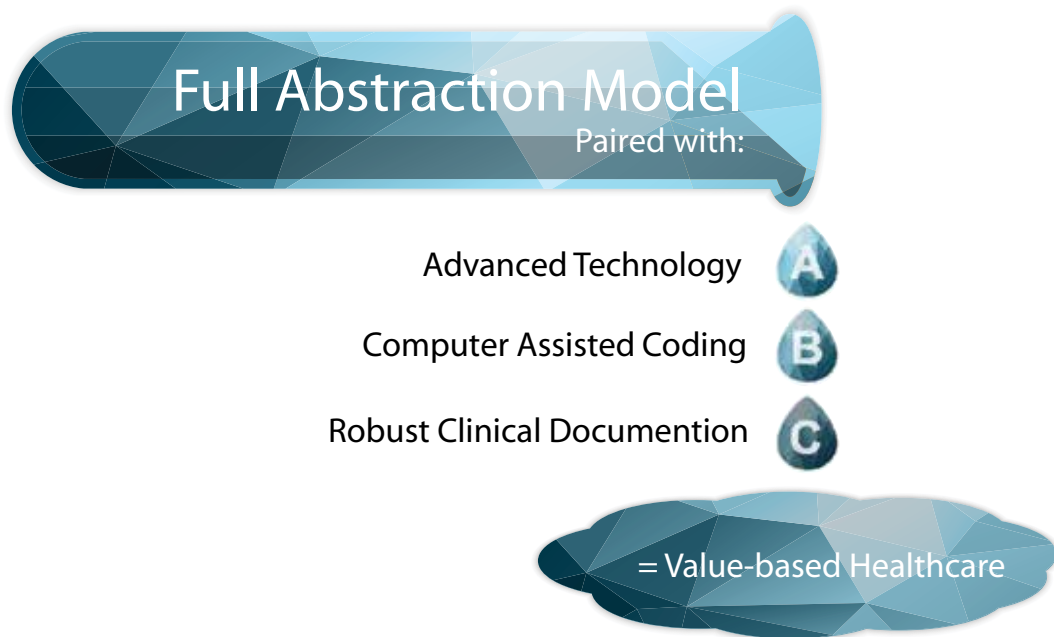 Full Abstraction Model
Paired with:
Advanced Technology A
Computer Assisted Coding B
Robust Clinical Documention C
= Value-based Healthcare